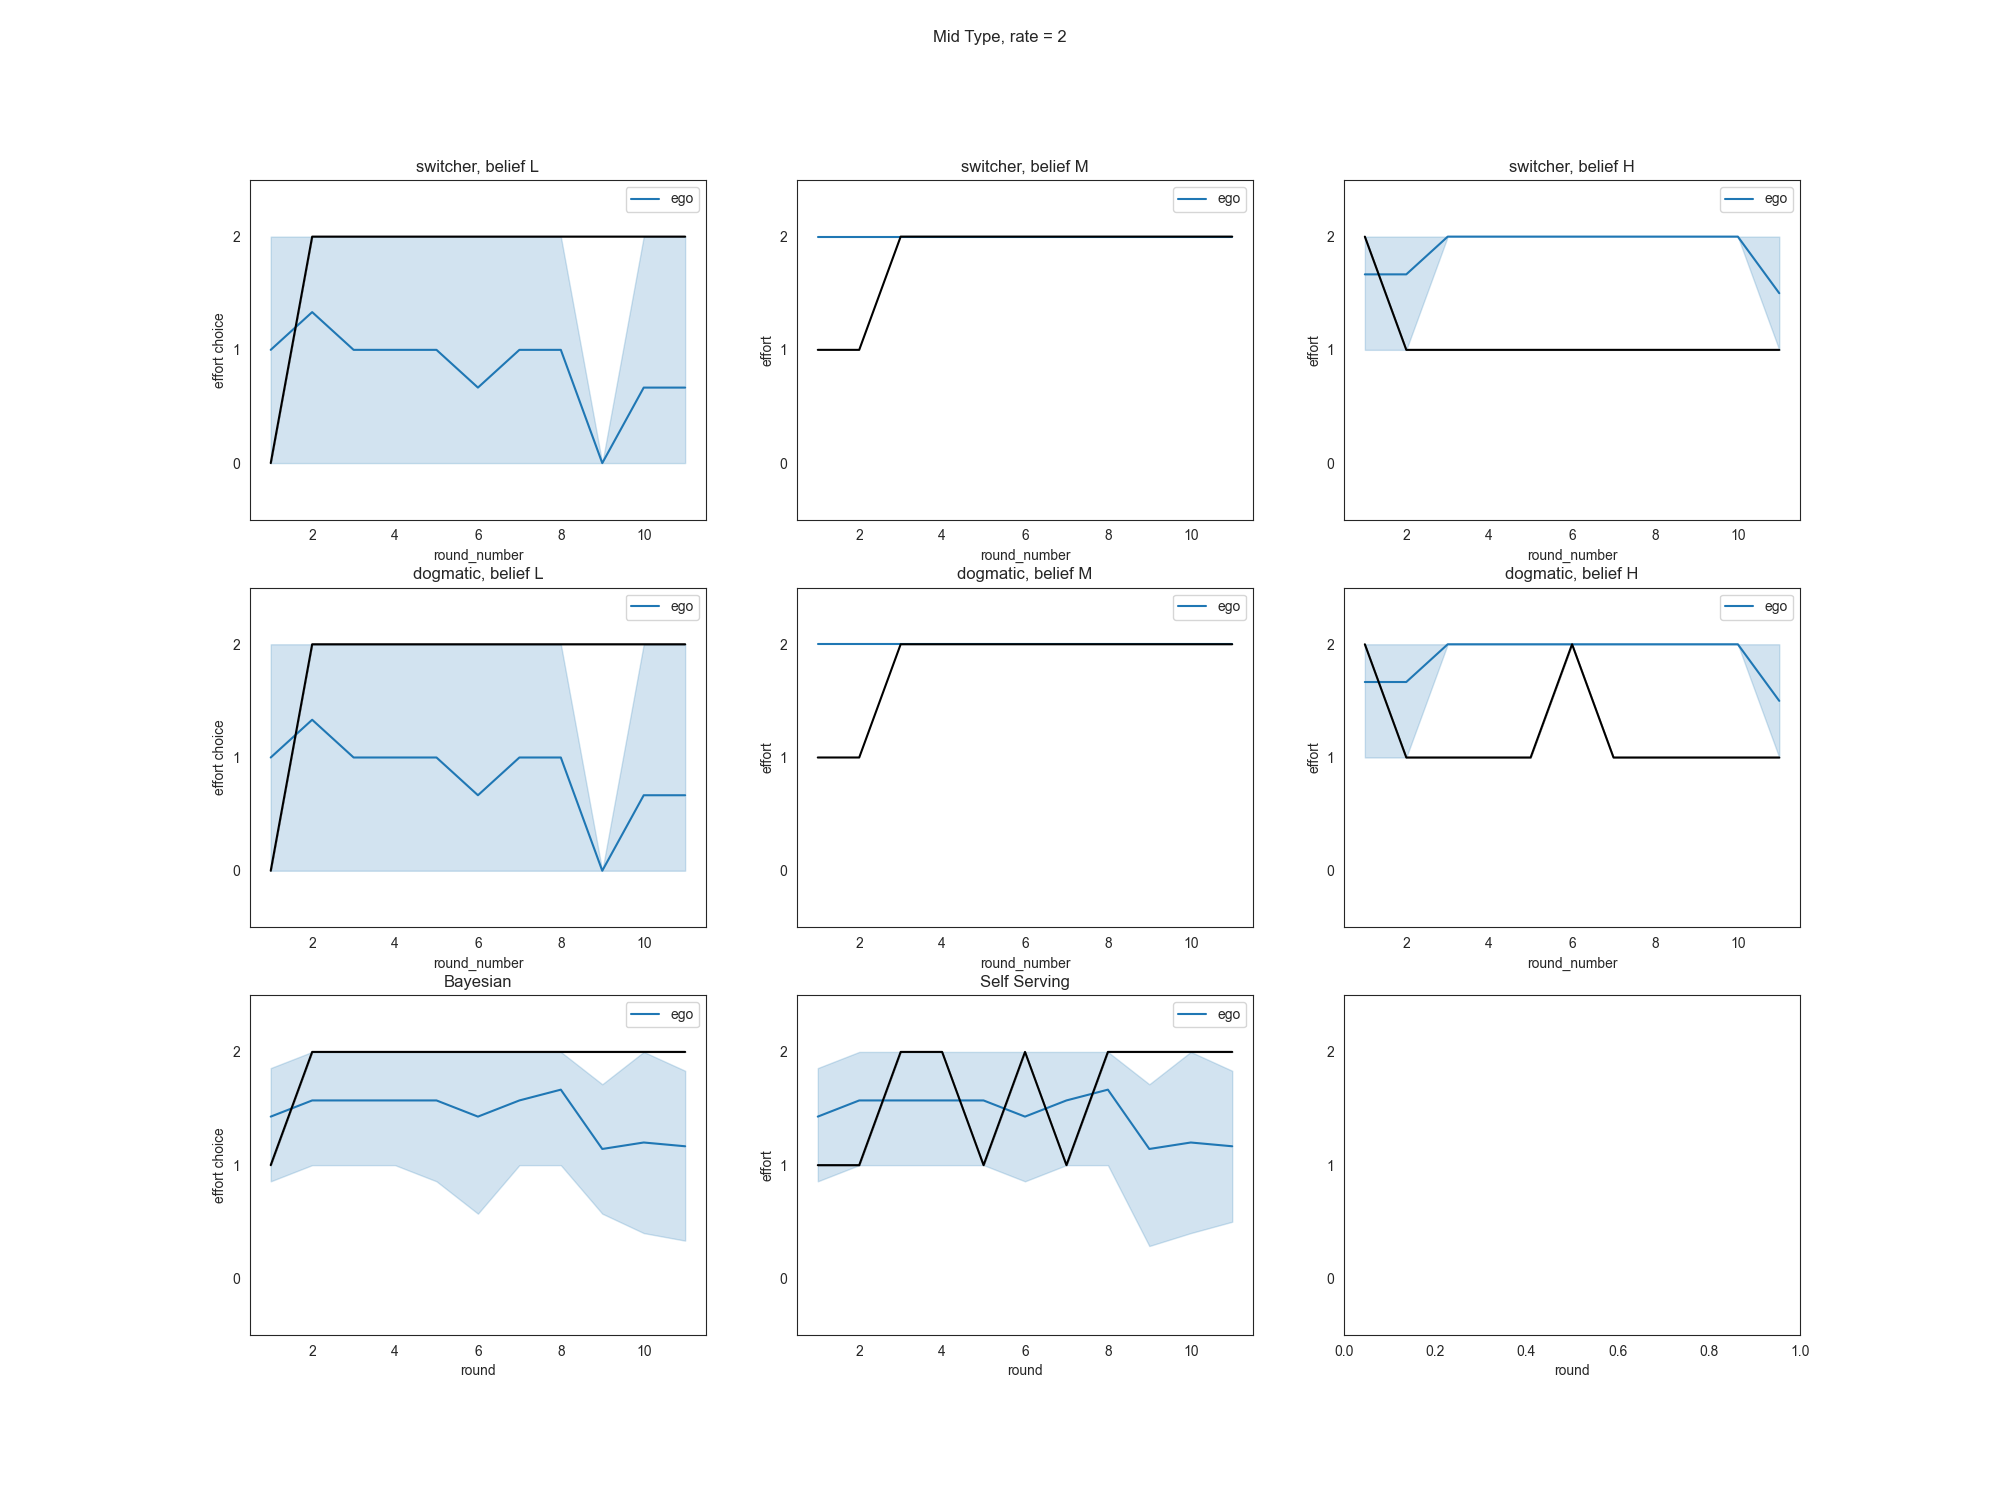 Mid Type, rate = 2
switcher, belief L
ego
2
1
0
effort choice
2 4 6 8 10
round_number
switcher, belief M
ego
2
1
0
effort
2 4 6 8 10
round_number
switcher, belief H
ego
2
1
0
effort
2 4 6 8 10
round_number
dogmatic, belief L
ego
2
1
0
effort choice
2 4 6 8 10
round_number
dogmatic, belief M
ego
2
1
0
effort
2 4 6 8 10
round_number
dogmatic, belief H
ego
2
1
0
effort
2 4 6 8 10
round_number
Bayesian
ego
2
1
0
effort choice
2 4 6 8 10
round
Self Serving
ego
2
1
0
effort
2 4 6 8 10
round
2
1
0
0.0 0.2 0.4 0.6 0.8 1.0
round